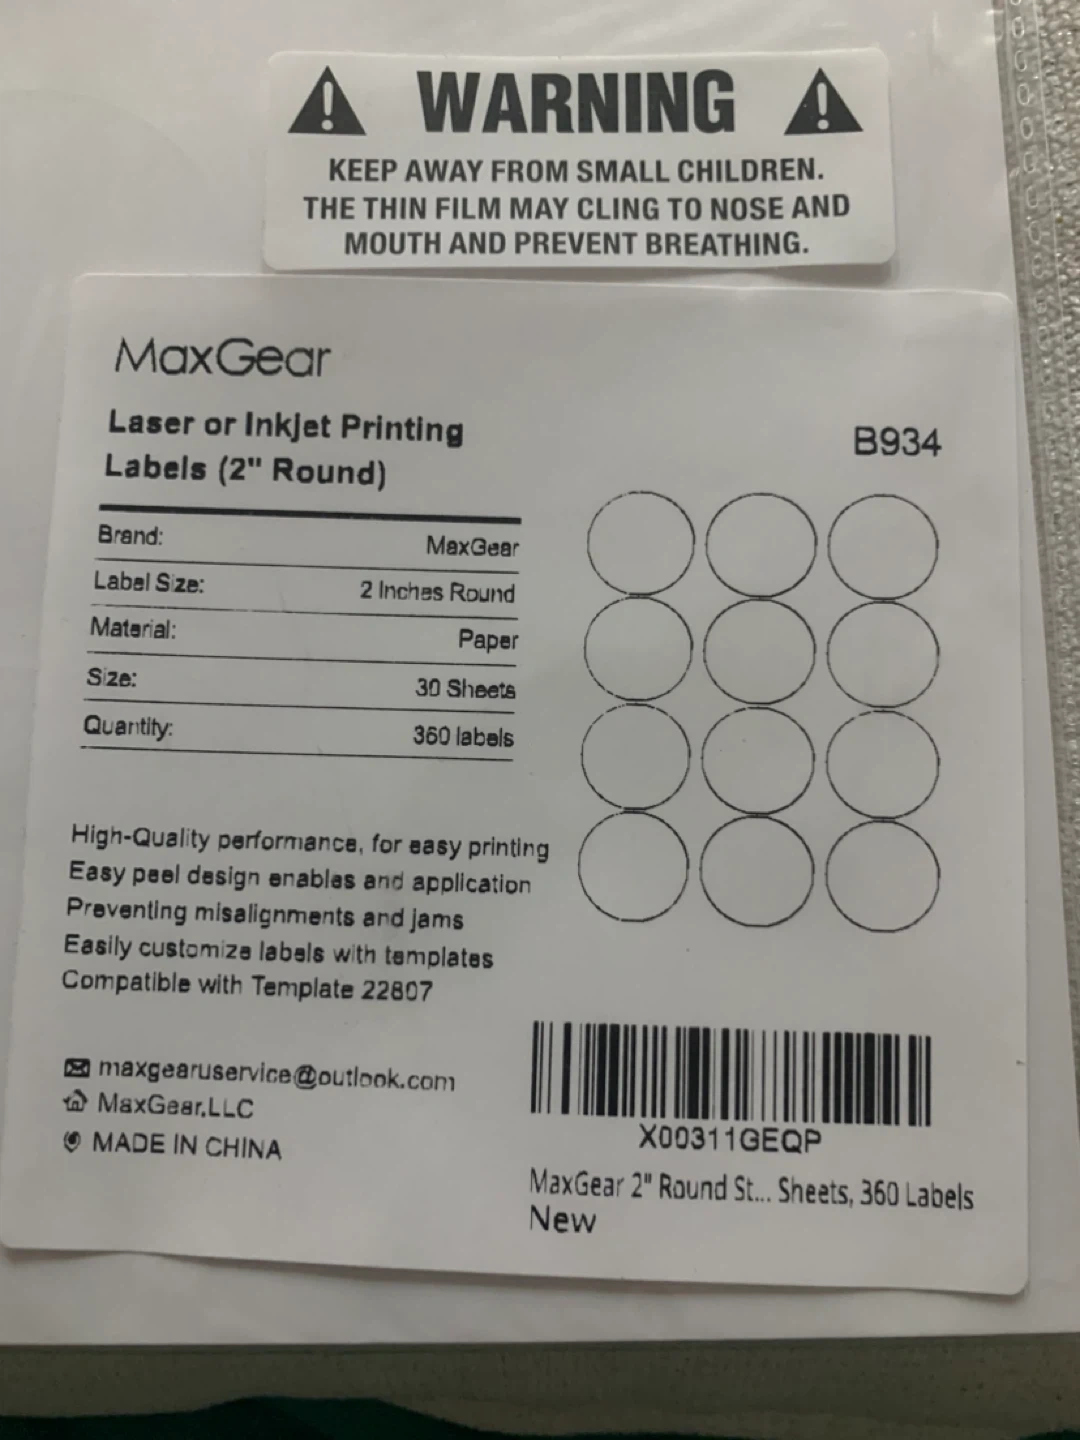 WARNING
KEEP AWAY FROM SMALL CHILDREN.
THE THIN FILM MAY CLING TO NOSE AND
MOUTH AND PREVENT BREATHING.
MaxGear
Laser or Inkjet Printing
Labels (2" Round)
B934
Brand: MaxGear
Label Size: 2 Inches Round
Material: Paper
Size: 30 Sheets
Quantity: 360 labels
High-Quality performance, for easy printing
Easy peel design enables and application
Preventing misalignments and jams
Easily customize labels with templates
Compatible with Template 22807
maxgearuservice@outlook.com
MaxGear,LLC
MADE IN CHINA
X00311GEQP
MaxGear 2" Round St... Sheets, 360 Labels
New